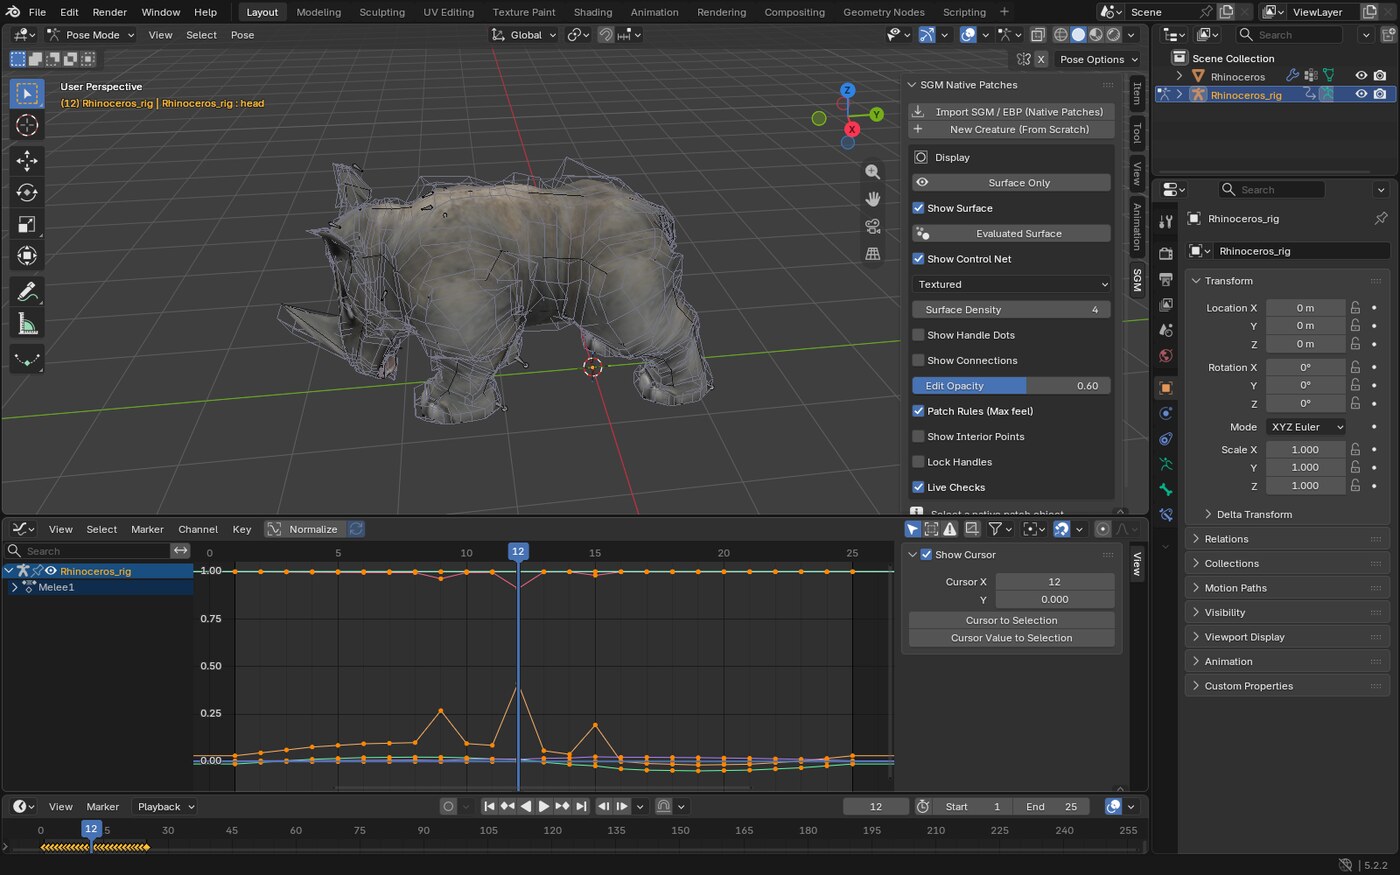 File Edit Render Window Help Layout Modeling Sculpting UV Editing Texture Paint Shading Animation Rendering Compositing Geometry Nodes Scripting + Scene ViewLayer
Pose Mode View Select Pose Global Search
X Pose Options
User Perspective
(12) Rhinoceros_rig | Rhinoceros_rig : head
Z
Y
X
SGM Native Patches
Import SGM / EBP (Native Patches)
New Creature (From Scratch)
Display
Surface Only
Show Surface
Evaluated Surface
Show Control Net
Textured
Surface Density 4
Show Handle Dots
Show Connections
Edit Opacity 0.60
Patch Rules (Max feel)
Show Interior Points
Lock Handles
Live Checks
Select a native patch object
Item
Tool
View
Animation
SGM
Scene Collection
Rhinoceros
Rhinoceros_rig
Search
Rhinoceros_rig
Rhinoceros_rig
Transform
Location X 0 m
Y 0 m
Z 0 m
Rotation X 0°
Y 0°
Z 0°
Mode XYZ Euler
Scale X 1.000
Y 1.000
Z 1.000
Delta Transform
Relations
Collections
Motion Paths
Visibility
Viewport Display
Animation
Custom Properties
View Select Marker Channel Key Normalize
Search
Rhinoceros_rig
Melee1
0 5 10 12 15 20 25
1.00
0.75
0.50
0.25
0.00
Show Cursor
Cursor X 12
Y 0.000
Cursor to Selection
Cursor Value to Selection
View
View Marker Playback 12 Start 1 End 25
0 12 5 30 45 60 75 90 105 120 135 150 165 180 195 210 225 240 255
5.2.2